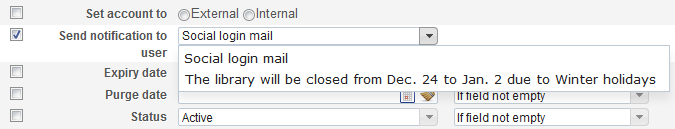 Set account to External Internal
Send notification to user Social login mail
Social login mail
The library will be closed from Dec. 24 to Jan. 2 due to Winter holidays
Expiry date
Purge date If field not empty
Status Active If field not empty